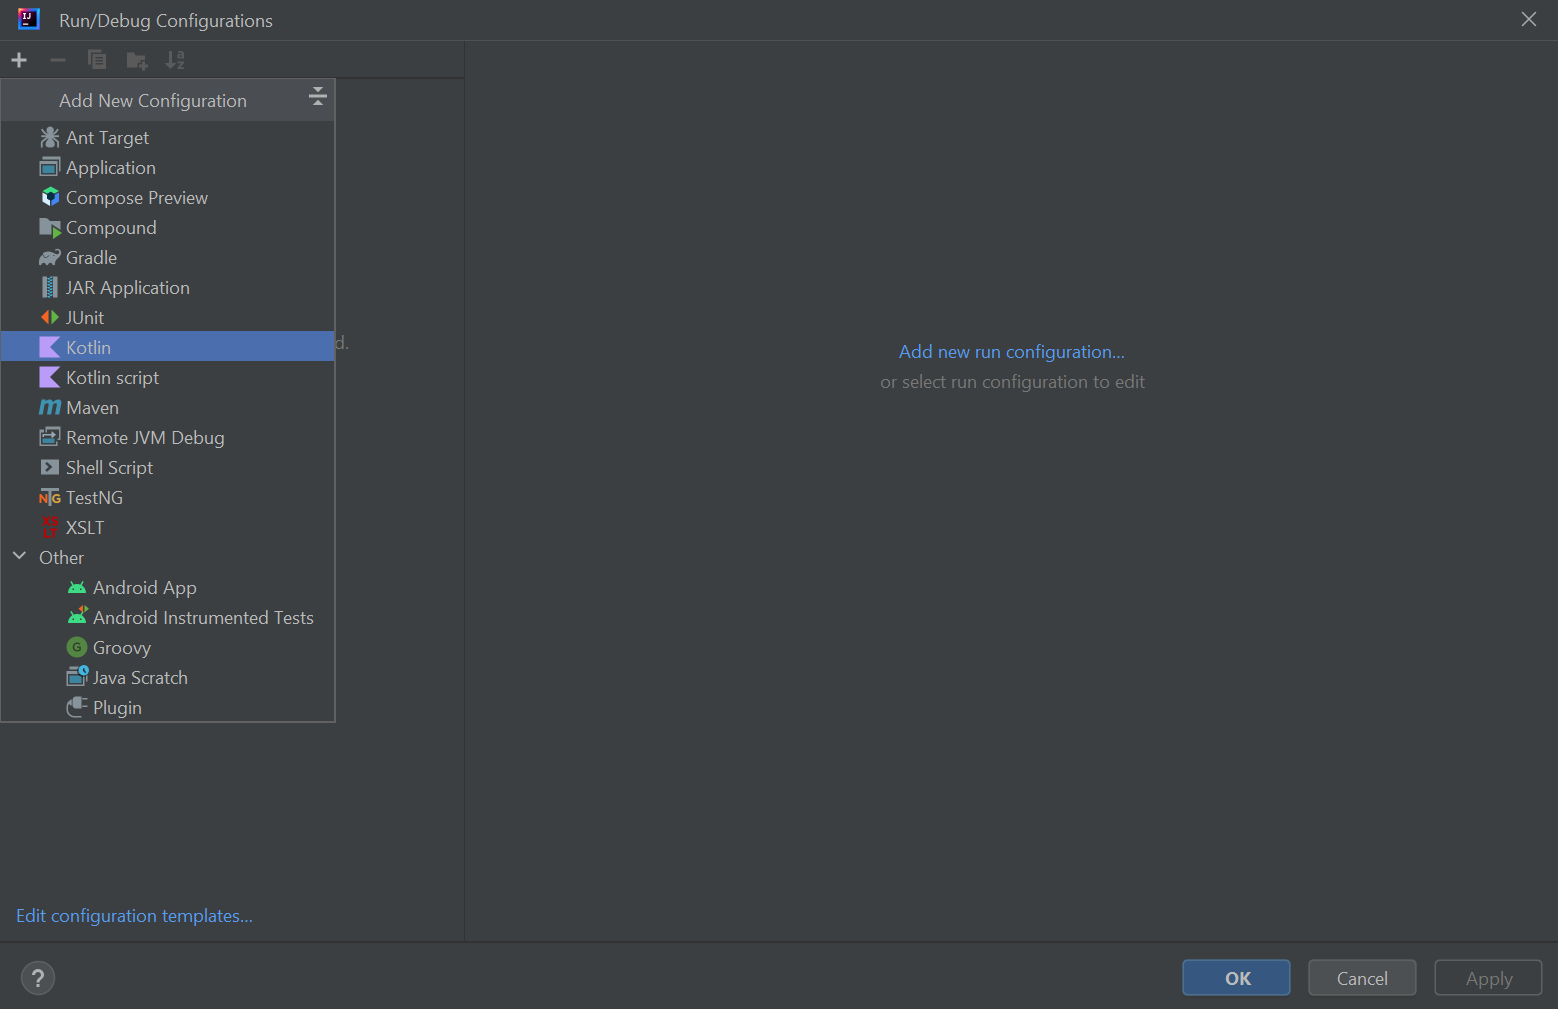 Run/Debug Configurations
Add New Configuration
Ant Target
Application
Compose Preview
Compound
Gradle
JAR Application
JUnit
Kotlin
d.
Kotlin script
Maven
Remote JVM Debug
Shell Script
TestNG
XSLT
Other
Android App
Android Instrumented Tests
Groovy
Java Scratch
Plugin
Add new run configuration...
or select run configuration to edit
Edit configuration templates...
?
OK
Cancel
Apply